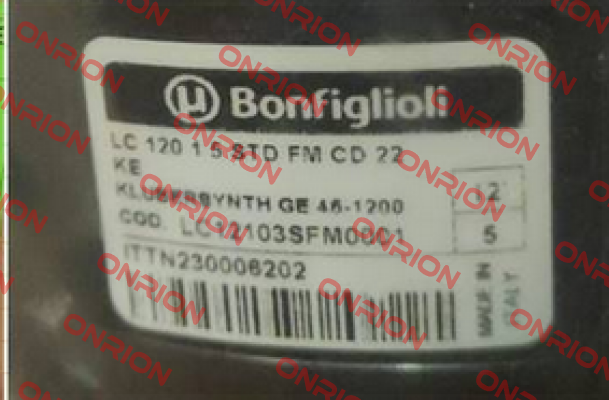 Bonfiglioli
LC 120 1 5 STD FM CD 22
KE
KLUBERSYNTH GE 46-1200
12
COD. LC12103SFM0001
5
ITTN230006202
MADE IN
ITALY
ONRION